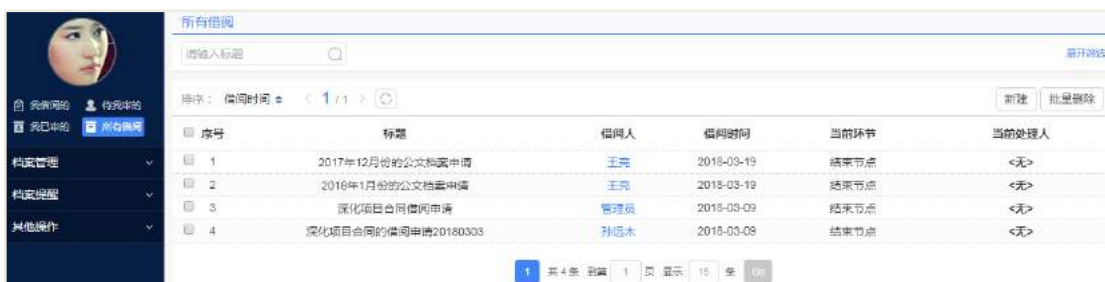 所有借阅
请输入标题
展开筛选
我借阅的 待我审的
我已审的 所有借阅
档案管理
档案提醒
其他操作
排序： 借阅时间 < 1 / 1 >
新建 批量删除
序号 标题 借阅人 借阅时间 当前环节 当前处理人
1 2017年12月份的公文档案申请 王亮 2018-03-19 结束节点 <无>
2 2018年1月份的公文档案申请 王亮 2018-03-19 结束节点 <无>
3 深化项目合同借阅申请 管理员 2018-03-09 结束节点 <无>
4 深化项目合同的借阅申请20180303 孙远木 2018-03-09 结束节点 <无>
1 共 4 条 到第 1 页 显示 15 条 Go